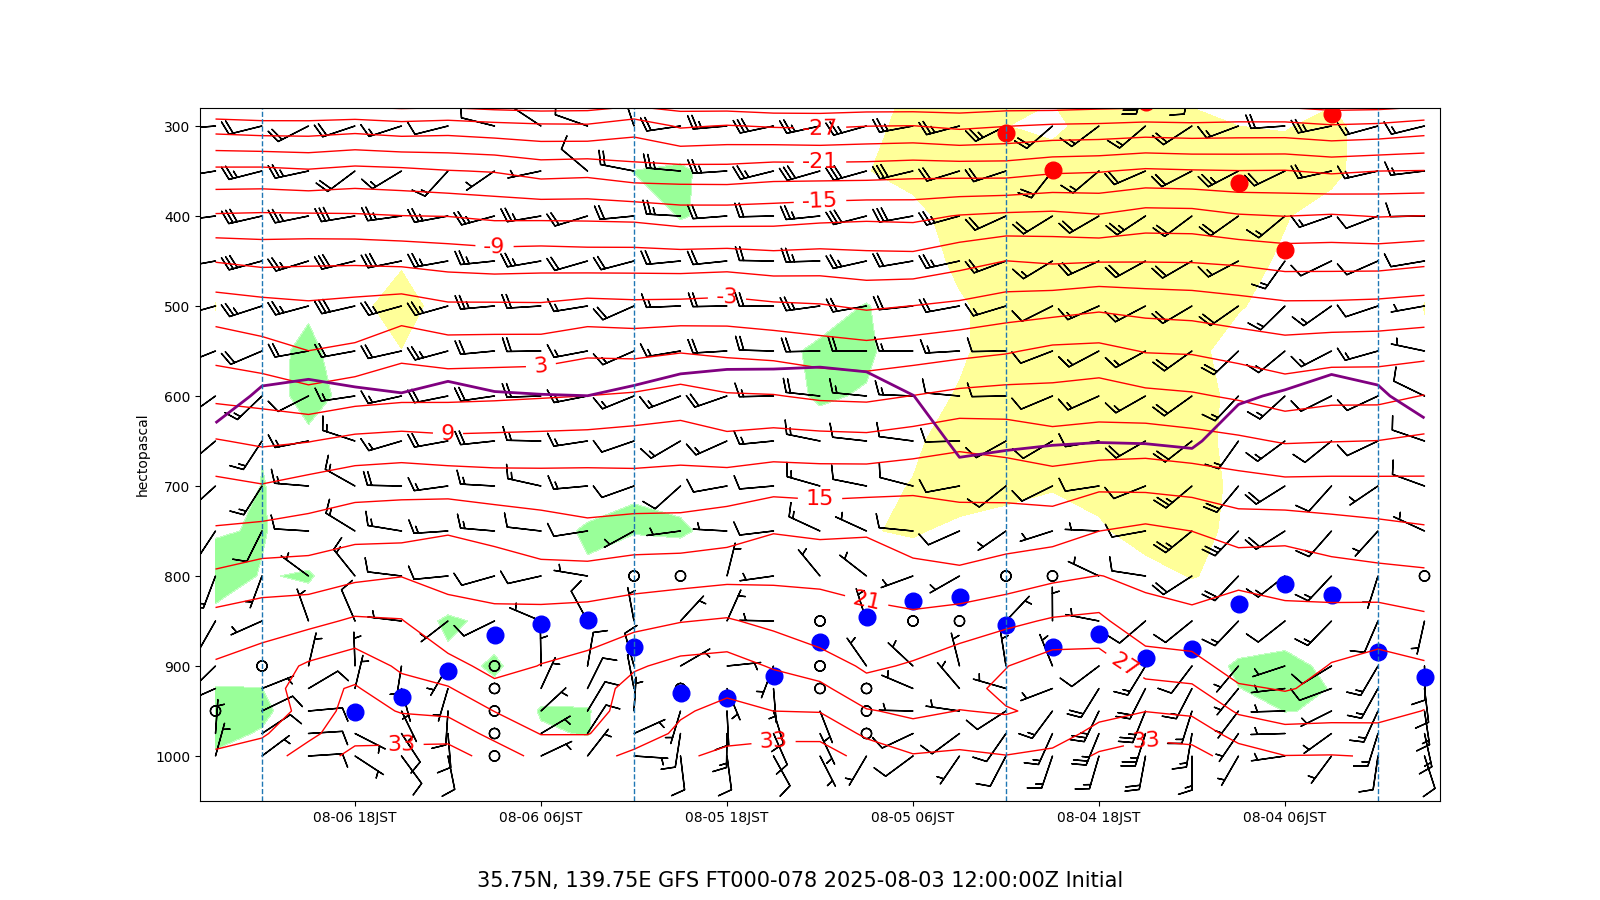 300
400
500
600
700
800
900
1000
hectopascal
27
-21
-15
-9
-3
3
9
15
21
27
33
33
33
08-06 18JST
08-06 06JST
08-05 18JST
08-05 06JST
08-04 18JST
08-04 06JST
35.75N, 139.75E GFS FT000-078 2025-08-03 12:00:00Z Initial